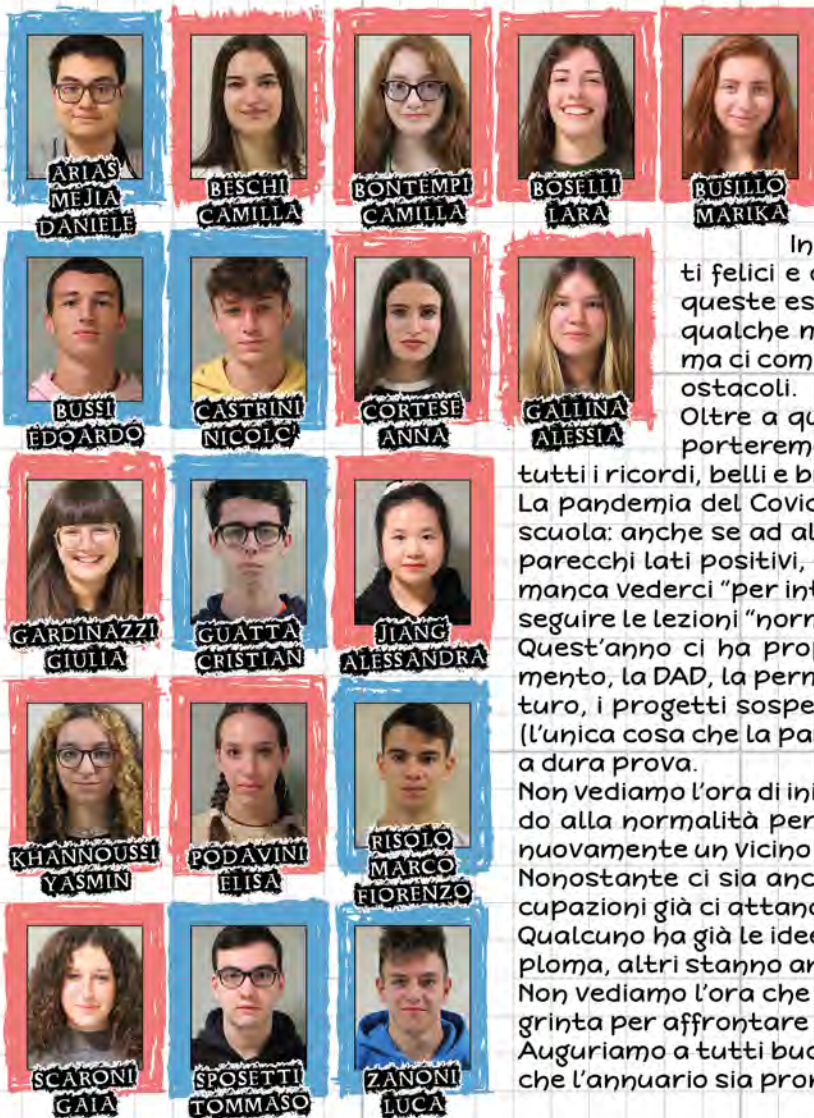 ARIAS
MEJIA
DANIELE
BESCHI
CAMILLA
BONTEMPI
CAMILLA
BOSELLI
LARA
BUSILLO
MARIKA
BUSSI
EDOARDO
CASTRINI
NICOLO'
CORTESE
ANNA
GALLINA
ALESSIA
GARDINAZZI
GIULIA
GUATTA
CRISTIAN
JIANG
ALESSANDRA
KHANNOUSSI
YASMIN
PODAVINI
ELISA
RISOLO
MARCO
FIORENZO
SCARONI
GAIA
SPOSETTI
TOMMASO
ZANONI
LUCA
In
ti felici e
queste es
qualche
ma ci com
ostacoli.
Oltre a qu
porterem
tutti i ricordi, belli e b
La pandemia del Covid
scuola: anche se ad al
parecchi lati positivi,
manca vederci "per int
seguire le lezioni "nor
Quest'anno ci ha prop
mento, la DAD, la per
turo, i progetti sospe
(l'unica cosa che la pa
a dura prova.
Non vediamo l'ora di ini
do alla normalità per
nuovamente un vicino
Nonostante ci sia anc
cupazioni già ci attana
Qualcuno ha già le idee
ploma, altri stanno an
Non vediamo l'ora che
grinta per affrontare
Auguriamo a tutti buo
che l'annuario sia pron